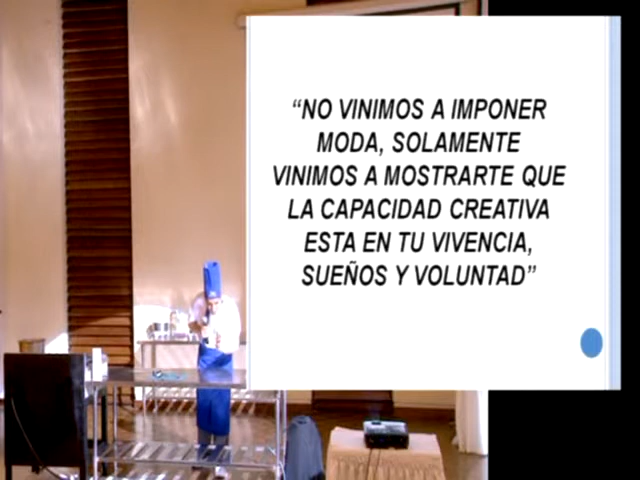 “NO VINIMOS A IMPONER
MODA, SOLAMENTE
VINIMOS A MOSTRARTE QUE
LA CAPACIDAD CREATIVA
ESTA EN TU VIVENCIA,
SUEÑOS Y VOLUNTAD”